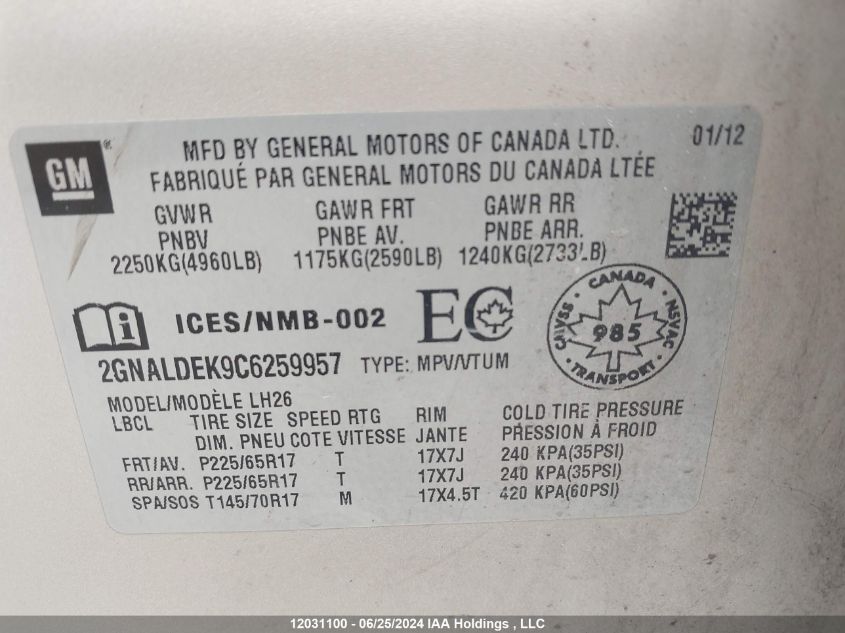 GM
MFD BY GENERAL MOTORS OF CANADA LTD. 01/12
FABRIQUÉ PAR GENERAL MOTORS DU CANADA LTÉE
GVWR GAWR FRT GAWR RR
PNBV PNBE AV. PNBE ARR.
2250KG(4960LB) 1175KG(2590LB) 1240KG(2733LB)
i ICES/NMB-002 EC CANADA NSVAC TRANSPORT CAIVSS 985
2GNALDEK9C6259957 TYPE: MPV/VTUM
MODEL/MODÈLE LH26
LBCL TIRE SIZE SPEED RTG RIM COLD TIRE PRESSURE
DIM. PNEU COTE VITESSE JANTE PRESSION À FROID
FRT/AV. P225/65R17 T 17X7J 240 KPA(35PSI)
RR/ARR. P225/65R17 T 17X7J 240 KPA(35PSI)
SPA/SOS T145/70R17 M 17X4.5T 420 KPA(60PSI)
12031100 - 06/25/2024 IAA Holdings , LLC